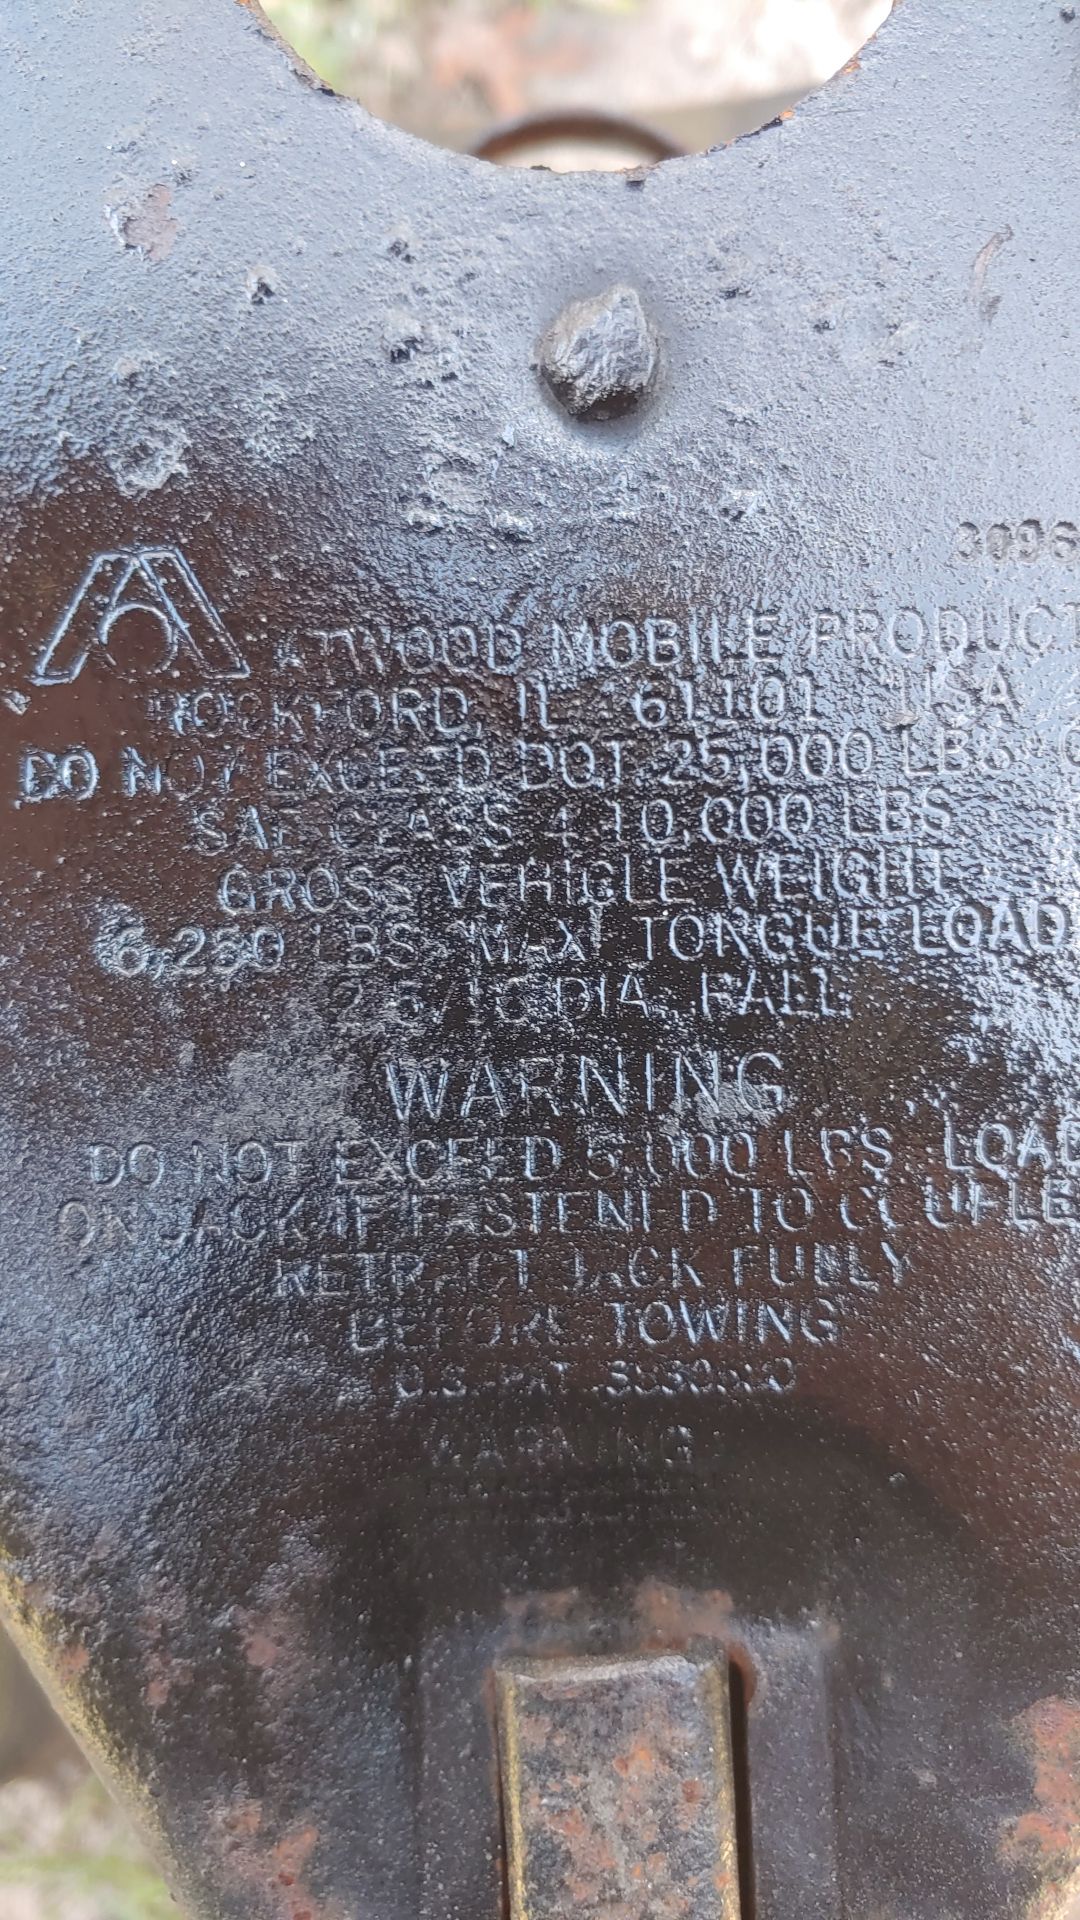 3096
ATWOOD MOBILE PRODUCT
ROCKFORD, IL 61101 USA
DO NOT EXCEED DOT 25,000 LBS
SAE CLASS 4 10,000 LBS
GROSS VEHICLE WEIGHT
6,250 LBS. MAX TONGUE LOAD
2 5/16 DIA. BALL
WARNING
DO NOT EXCEED 5,000 LBS. LOAD
ON JACK IF FASTENED TO COUPLE
RETRACT JACK FULLY
BEFORE TOWING
U.S. PAT.
WARNING